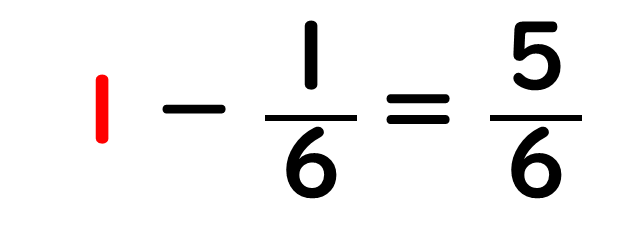 1 − 1/6 = 5/6